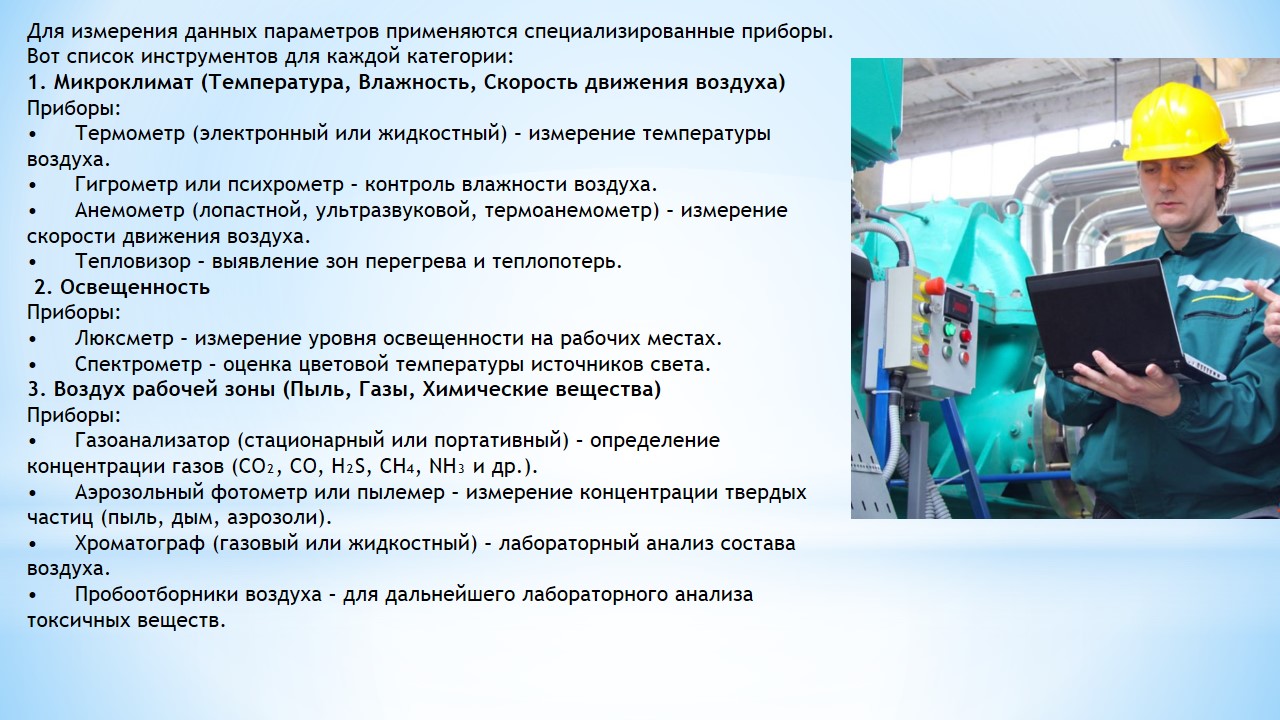 Для измерения данных параметров применяются специализированные приборы.
Вот список инструментов для каждой категории:
1. Микроклимат (Температура, Влажность, Скорость движения воздуха)
Приборы:
• Термометр (электронный или жидкостный) – измерение температуры
воздуха.
• Гигрометр или психрометр – контроль влажности воздуха.
• Анемометр (лопастной, ультразвуковой, термоанемометр) – измерение
скорости движения воздуха.
• Тепловизор – выявление зон перегрева и теплопотерь.
2. Освещенность
Приборы:
• Люксметр – измерение уровня освещенности на рабочих местах.
• Спектрометр – оценка цветовой температуры источников света.
3. Воздух рабочей зоны (Пыль, Газы, Химические вещества)
Приборы:
• Газоанализатор (стационарный или портативный) – определение
концентрации газов (CO₂, CO, H₂S, CH₄, NH₃ и др.).
• Аэрозольный фотометр или пылемер – измерение концентрации твердых
частиц (пыль, дым, аэрозоли).
• Хроматограф (газовый или жидкостный) – лабораторный анализ состава
воздуха.
• Пробоотборники воздуха – для дальнейшего лабораторного анализа
токсичных веществ.